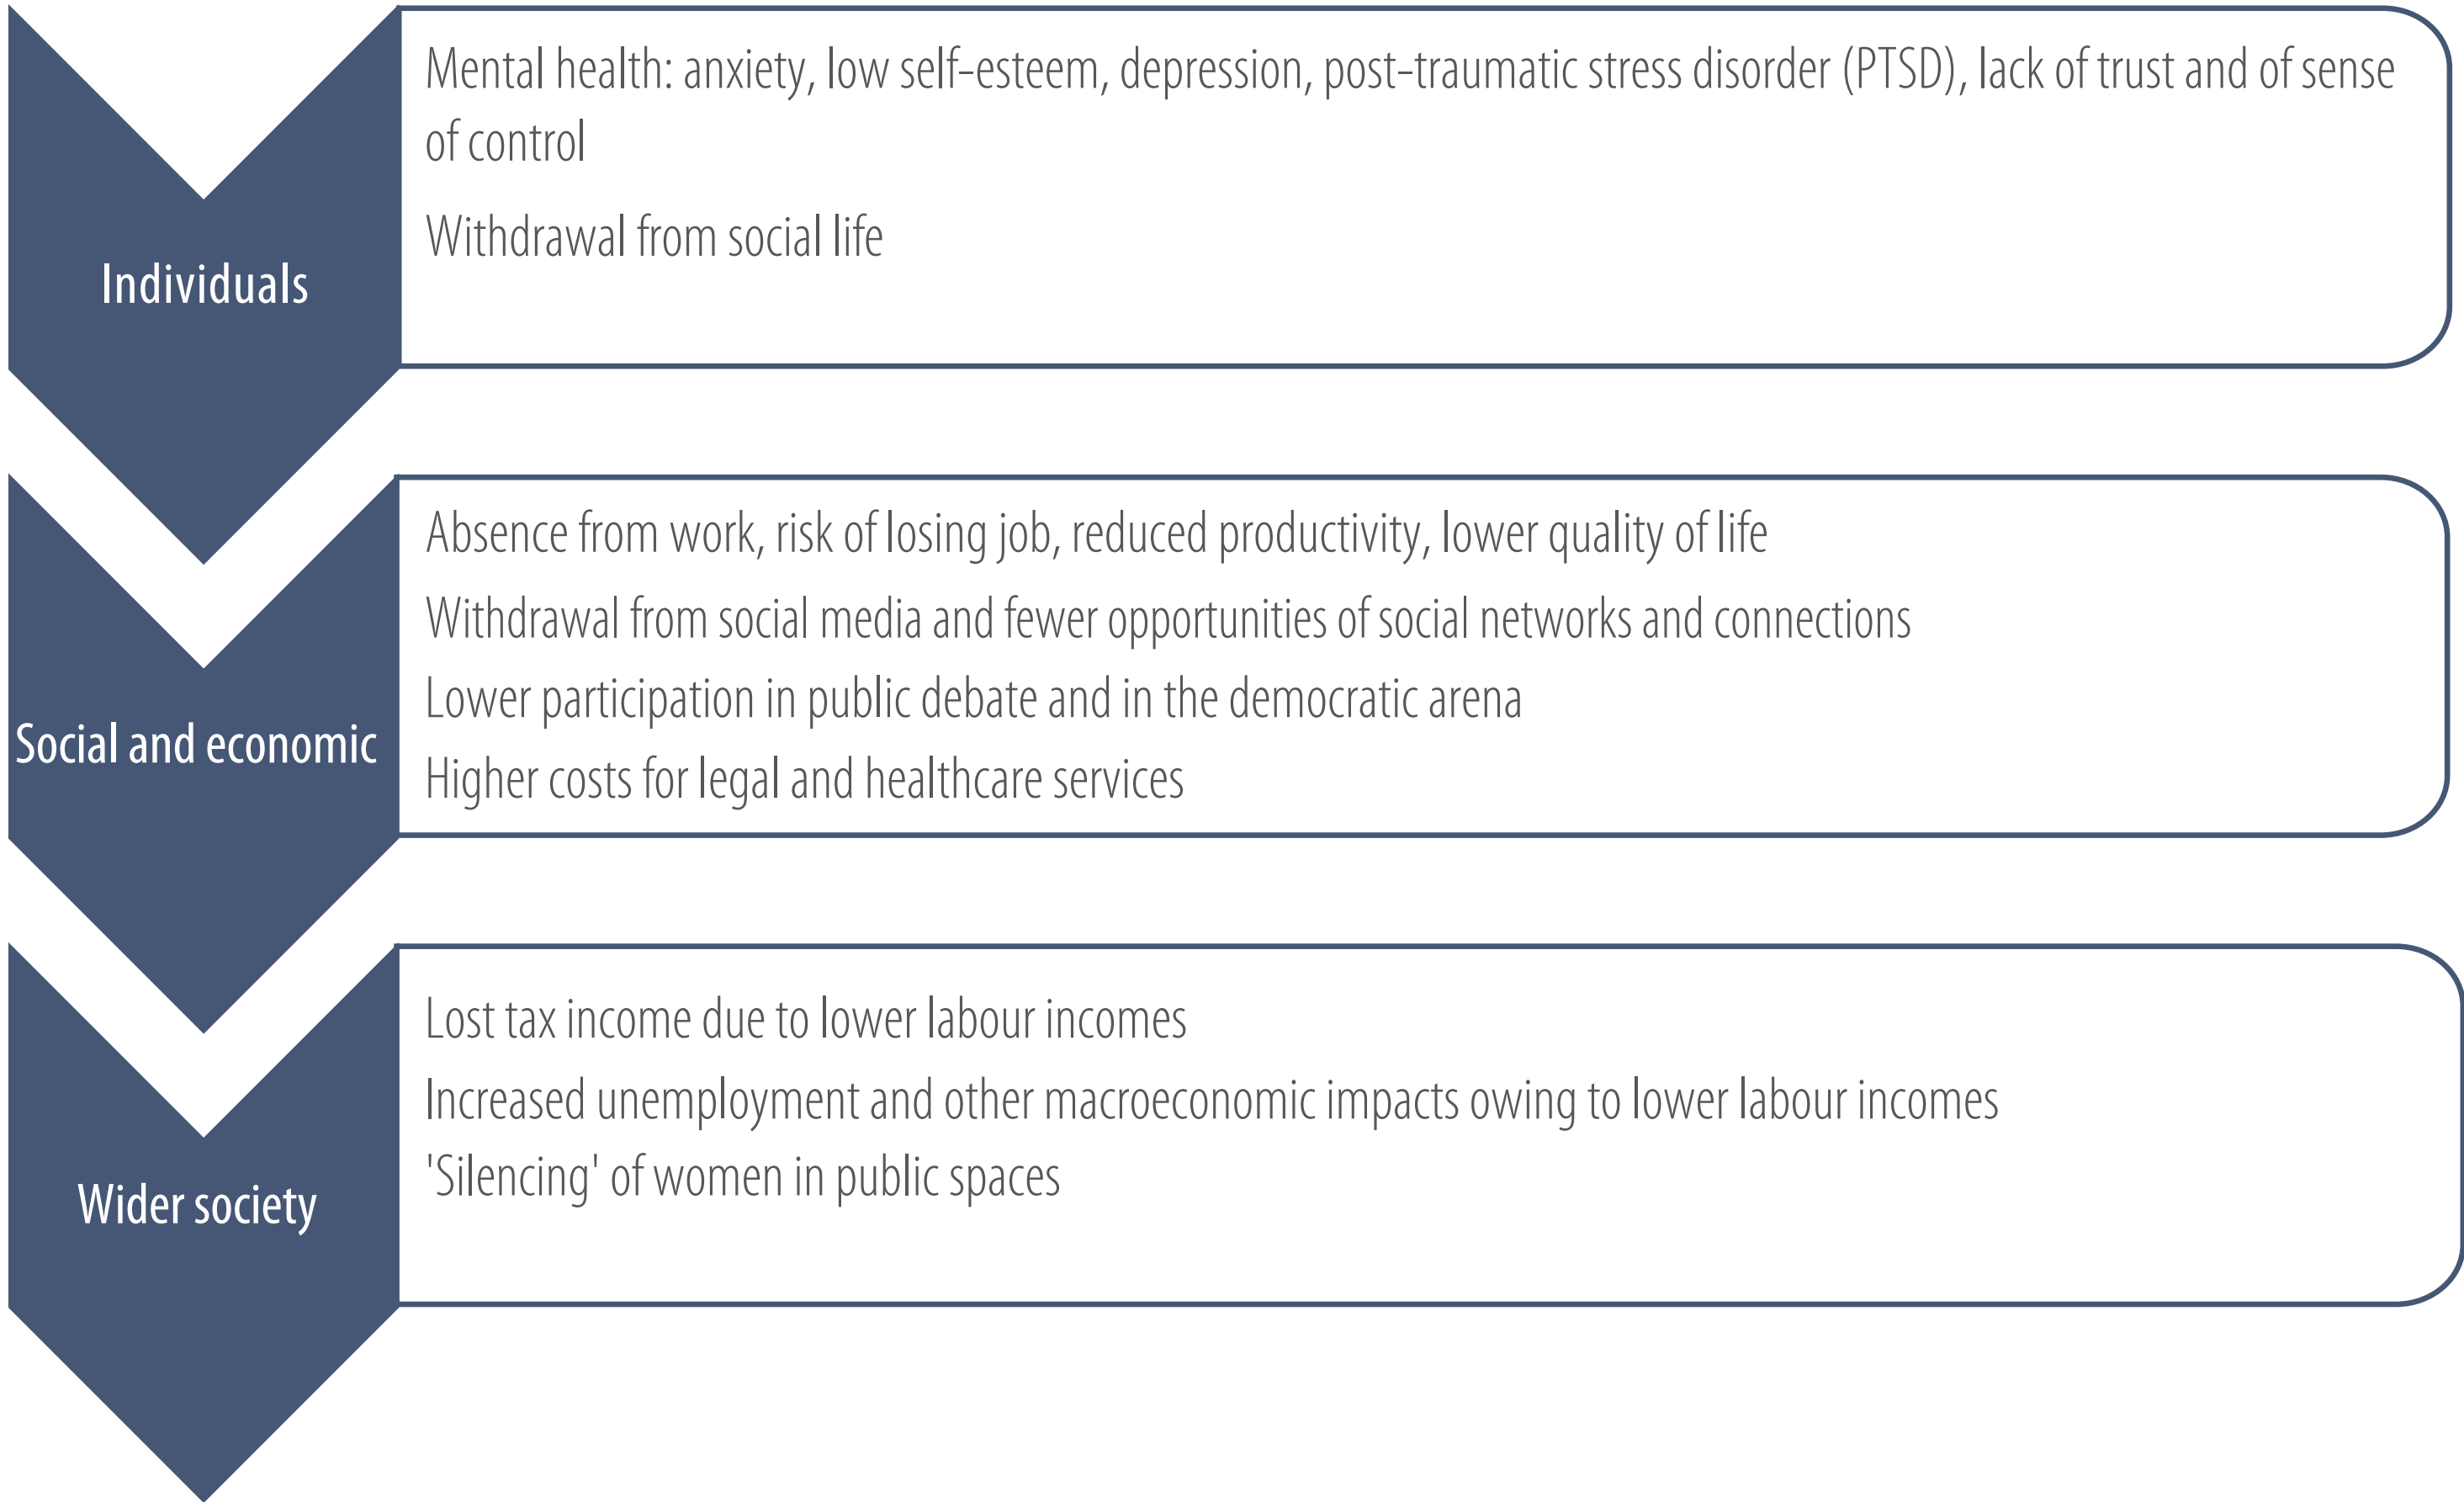 Individuals
Mental health: anxiety, low self-esteem, depression, post-traumatic stress disorder (PTSD), lack of trust and of sense
of control
Withdrawal from social life
Social and economic
Absence from work, risk of losing job, reduced productivity, lower quality of life
Withdrawal from social media and fewer opportunities of social networks and connections
Lower participation in public debate and in the democratic arena
Higher costs for legal and healthcare services
Wider society
Lost tax income due to lower labour incomes
Increased unemployment and other macroeconomic impacts owing to lower labour incomes
'Silencing' of women in public spaces